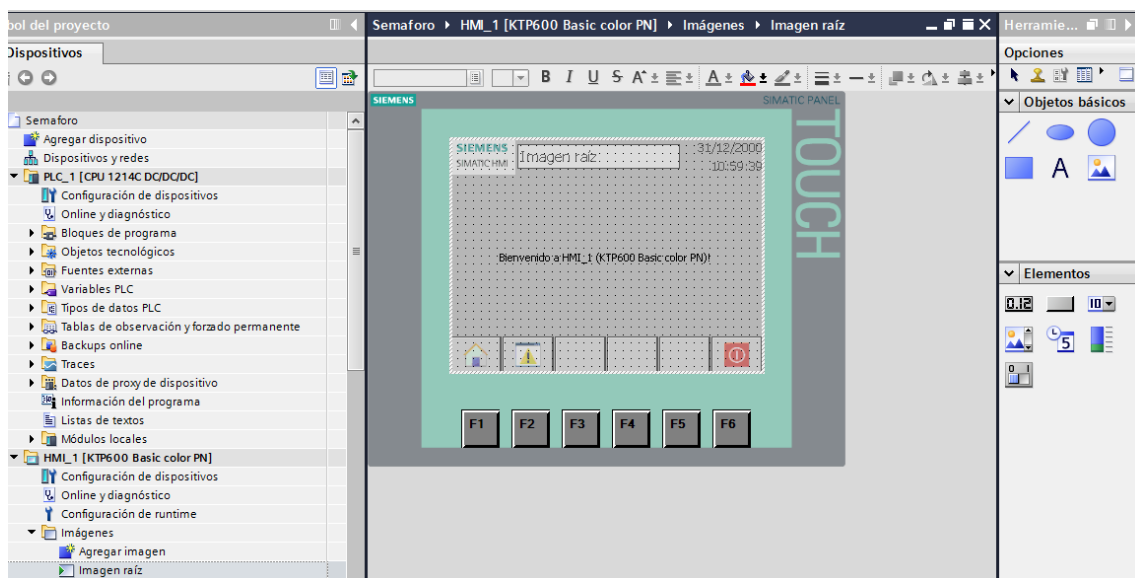 bol del proyecto
Dispositivos
Semaforo
Agregar dispositivo
Dispositivos y redes
PLC_1 [CPU 1214C DC/DC/DC]
Configuración de dispositivos
Online y diagnóstico
Bloques de programa
Objetos tecnológicos
Fuentes externas
Variables PLC
Tipos de datos PLC
Tablas de observación y forzado permanente
Backups online
Traces
Datos de proxy de dispositivo
Información del programa
Listas de textos
Módulos locales
HMI_1 [KTP600 Basic color PN]
Configuración de dispositivos
Online y diagnóstico
Configuración de runtime
Imágenes
Agregar imagen
Imagen raíz
Semaforo HMI_1 [KTP600 Basic color PN] Imágenes Imagen raíz
B I U S A A
SIEMENS SIMATIC PANEL
TOUCH
SIEMENS
SIMATIC HMI
Imagen raíz
31/12/2000
10:59:39
Bienvenido a HMI_1 (KTP600 Basic color PN)!
F1 F2 F3 F4 F5 F6
Herramie...
Opciones
Objetos básicos
A
Elementos
0.12 10
5
0 1